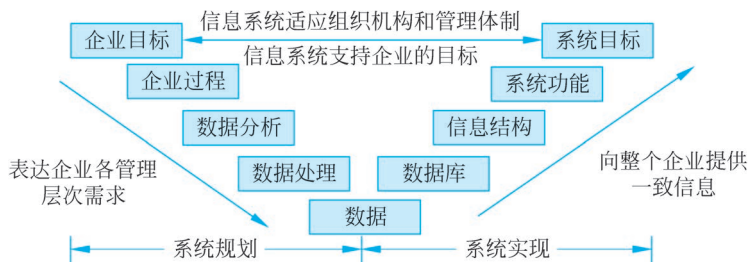 信息系统适应组织机构和管理体制
企业目标
系统目标
信息系统支持企业的目标
企业过程
系统功能
数据分析
信息结构
表达企业各管理
层次需求
数据处理
数据库
向整个企业提供
一致信息
数据
系统规划
系统实现